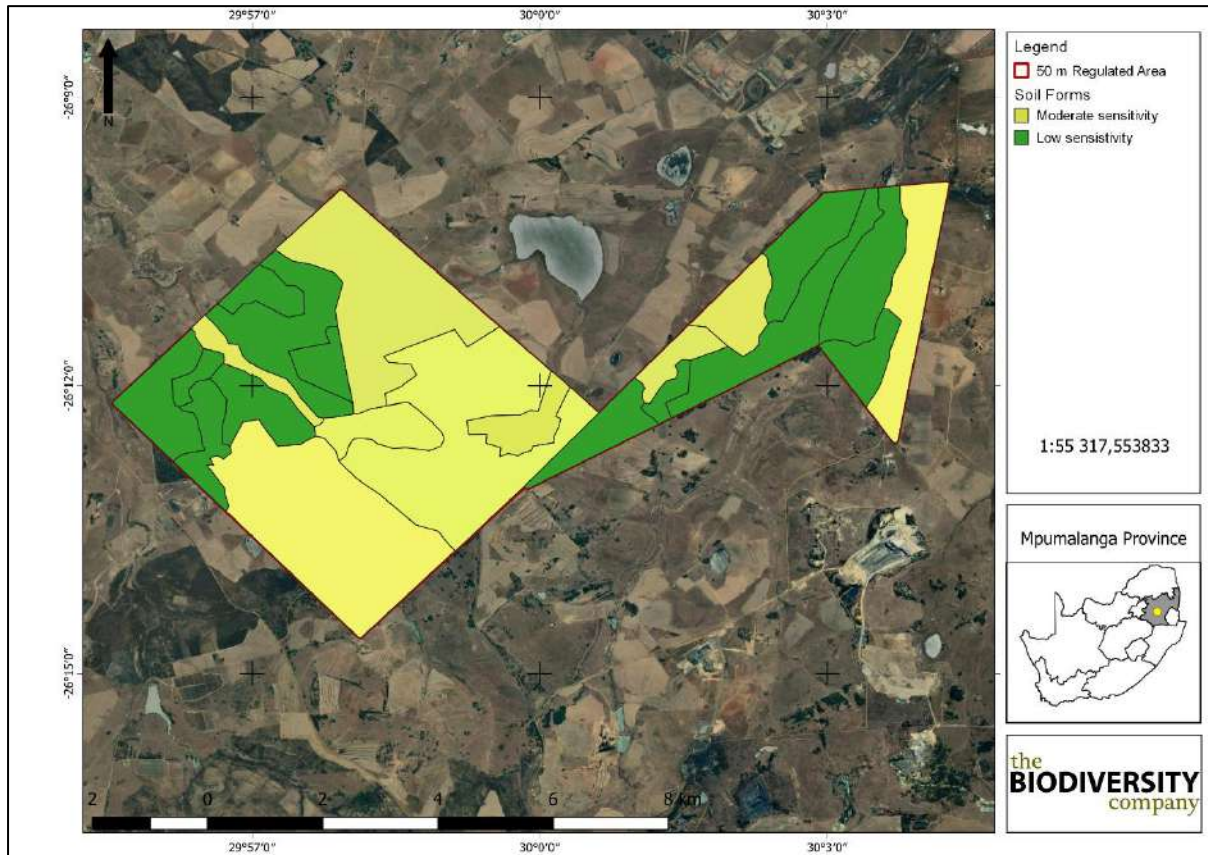 29°57'0"
30°0'0"
30°3'0"
-26°9'0"
-26°12'0"
-26°15'0"
N
2 0 2 4 6 8 km
29°57'0"
30°0'0"
30°3'0"
Legend
50 m Regulated Area
Soil Forms
Moderate sensitivity
Low sensistivity
1:55 317,553833
Mpumalanga Province
the
BIODIVERSITY
company